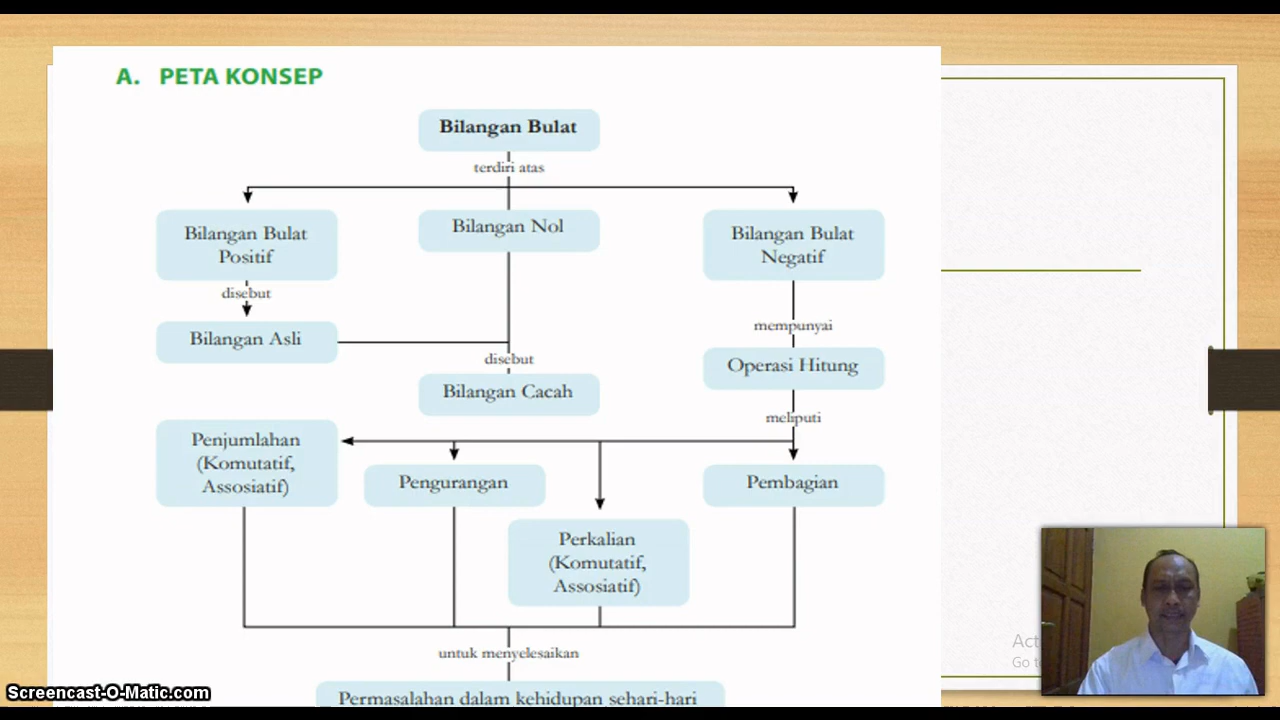 A. PETA KONSEP
Bilangan Bulat
terdiri atas
Bilangan Bulat
Positif
Bilangan Nol
Bilangan Bulat
Negatif
disebut
mempunyai
Bilangan Asli
disebut
Operasi Hitung
Bilangan Cacah
meliputi
Penjumlahan
(Komutatif,
Assosiatif)
Pengurangan
Pembagian
Perkalian
(Komutatif,
Assosiatif)
untuk menyelesaikan
Permasalahan dalam kehidupan sehari-hari
Go
Screencast-O-Matic.com